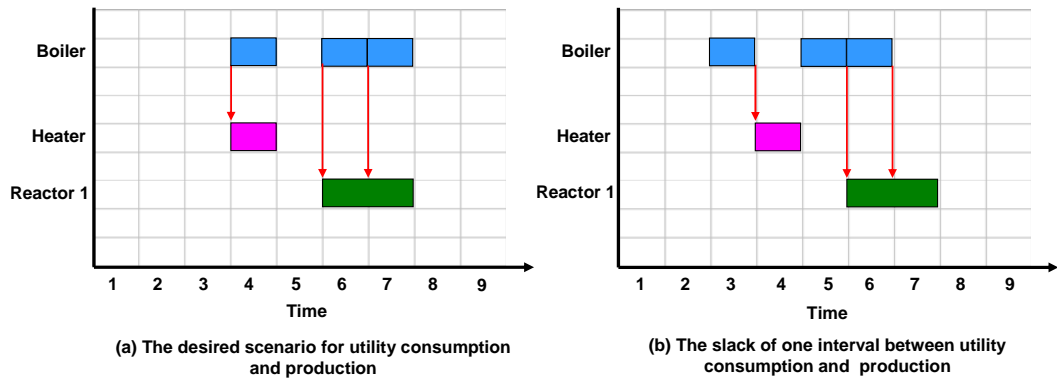 Boiler
Heater
Reactor 1
1 2 3 4 5 6 7 8 9
Time
(a) The desired scenario for utility consumption
and production
Boiler
Heater
Reactor 1
1 2 3 4 5 6 7 8 9
Time
(b) The slack of one interval between utility
consumption and production